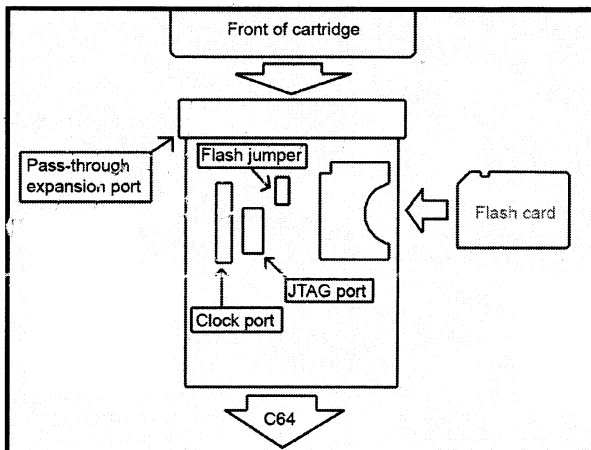 Front of cartridge
Flash jumper
Pass-through
expansion port
Flash card
JTAG port
Clock port
C64